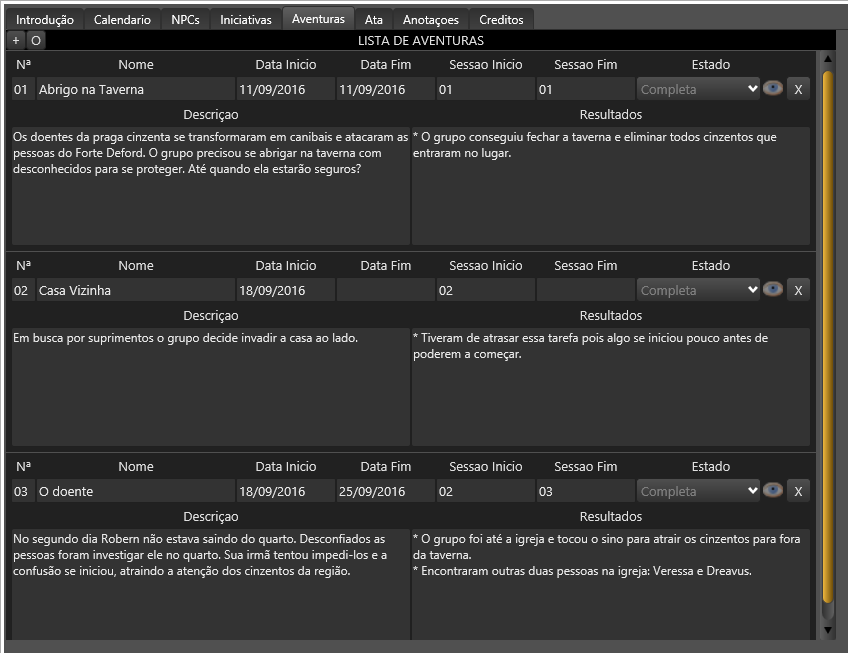 Introdução Calendario NPCs Iniciativas Aventuras Ata Anotaçoes Creditos
+ O LISTA DE AVENTURAS
Nª Nome Data Inicio Data Fim Sessao Inicio Sessao Fim Estado
01 Abrigo na Taverna 11/09/2016 11/09/2016 01 01 Completa X
Descriçao Resultados
Os doentes da praga cinzenta se transformaram em canibais e atacaram as
pessoas do Forte Deford. O grupo precisou se abrigar na taverna com
desconhecidos para se proteger. Até quando ela estarão seguros?
* O grupo conseguiu fechar a taverna e eliminar todos cinzentos que
entraram no lugar.
Nª Nome Data Inicio Data Fim Sessao Inicio Sessao Fim Estado
02 Casa Vizinha 18/09/2016 02 Completa X
Descriçao Resultados
Em busca por suprimentos o grupo decide invadir a casa ao lado.
* Tiveram de atrasar essa tarefa pois algo se iniciou pouco antes de
poderem a começar.
Nª Nome Data Inicio Data Fim Sessao Inicio Sessao Fim Estado
03 O doente 18/09/2016 25/09/2016 02 03 Completa X
Descriçao Resultados
No segundo dia Robern não estava saindo do quarto. Desconfiados as
pessoas foram investigar ele no quarto. Sua irmã tentou impedi-los e a
confusão se iniciou, atraindo a atenção dos cinzentos da região.
* O grupo foi até a igreja e tocou o sino para atrair os cinzentos para fora
da taverna.
* Encontraram outras duas pessoas na igreja: Veressa e Dreavus.